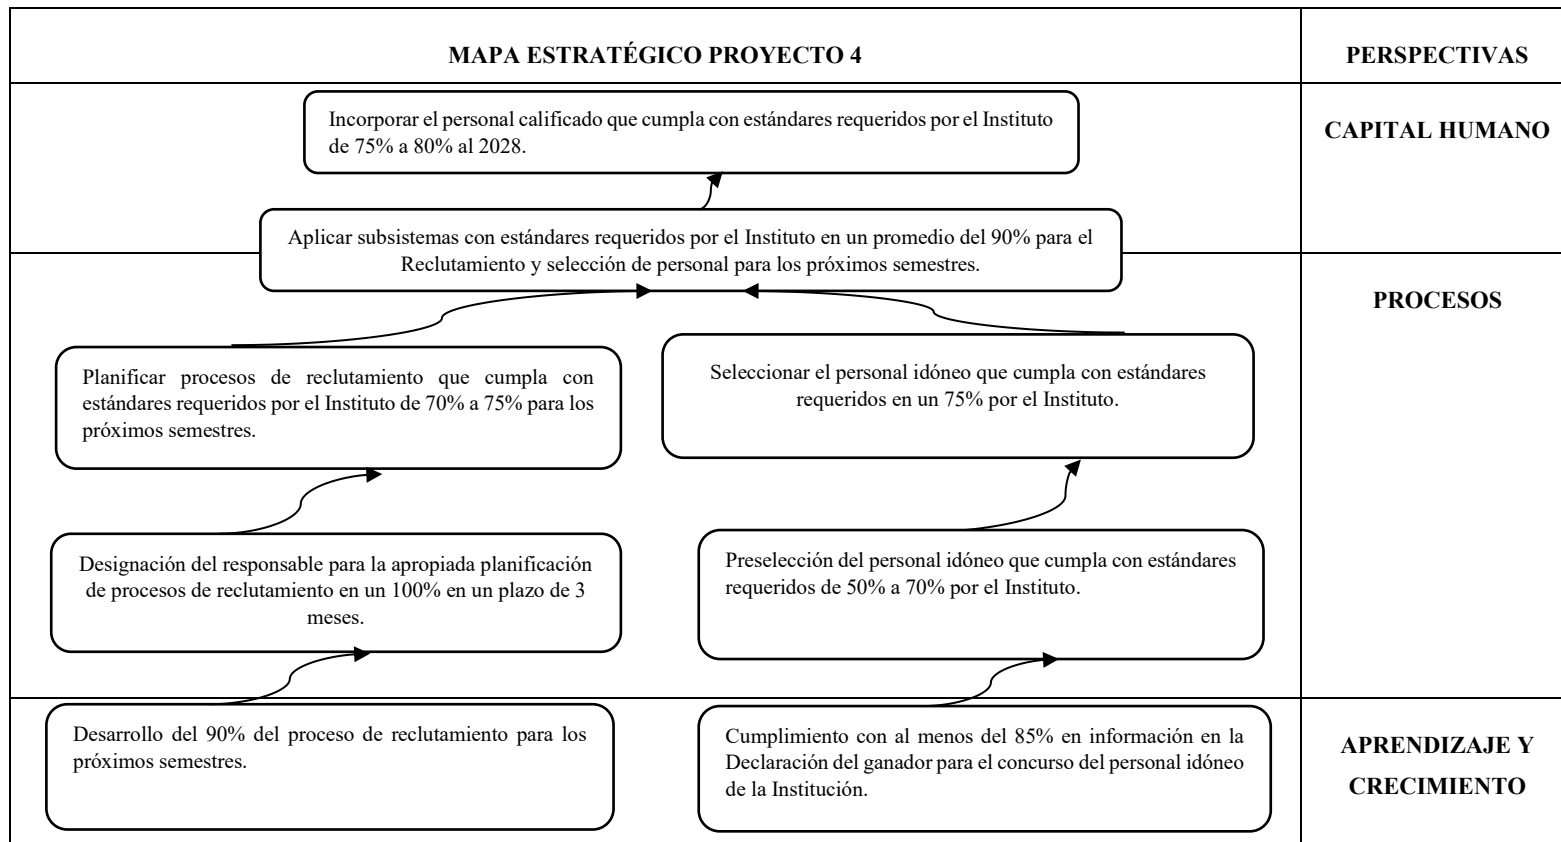 MAPA ESTRATÉGICO PROYECTO 4
PERSPECTIVAS
Incorporar el personal calificado que cumpla con estándares requeridos por el Instituto
de 75% a 80% al 2028.
CAPITAL HUMANO
Aplicar subsistemas con estándares requeridos por el Instituto en un promedio del 90% para el
Reclutamiento y selección de personal para los próximos semestres.
PROCESOS
Planificar procesos de reclutamiento que cumpla con
estándares requeridos por el Instituto de 70% a 75% para los
próximos semestres.
Seleccionar el personal idóneo que cumpla con estándares
requeridos en un 75% por el Instituto.
Designación del responsable para la apropiada planificación
de procesos de reclutamiento en un 100% en un plazo de 3
meses.
Preselección del personal idóneo que cumpla con estándares
requeridos de 50% a 70% por el Instituto.
Desarrollo del 90% del proceso de reclutamiento para los
próximos semestres.
Cumplimiento con al menos del 85% en información en la
Declaración del ganador para el concurso del personal idóneo
de la Institución.
APRENDIZAJE Y
CRECIMIENTO